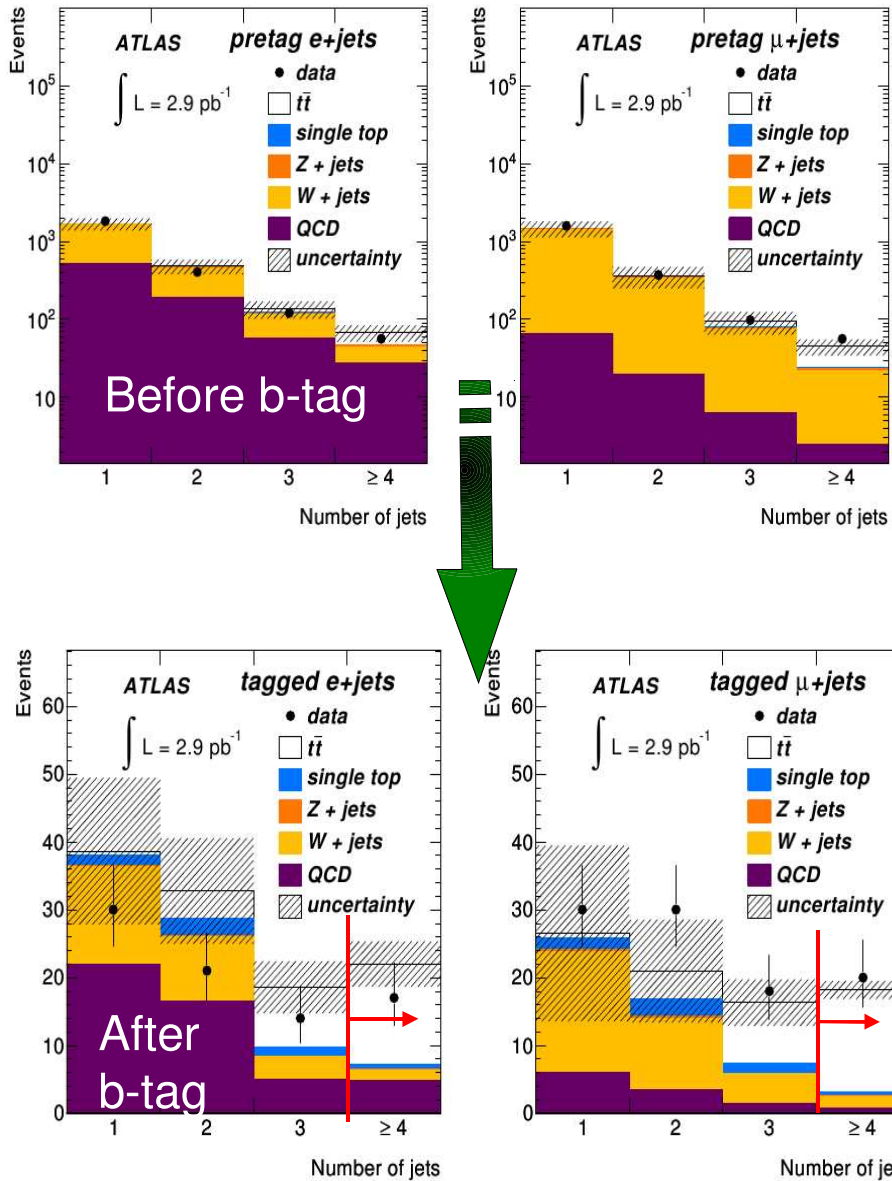 Events
ATLAS
pretag e+jets
∫ L = 2.9 pb⁻¹
data
tt̄
single top
Z + jets
W + jets
QCD
uncertainty
10⁵
10⁴
10³
10²
10
Before b-tag
1 2 3 ≥ 4
Number of jets
Events
ATLAS
pretag μ+jets
∫ L = 2.9 pb⁻¹
data
tt̄
single top
Z + jets
W + jets
QCD
uncertainty
10⁵
10⁴
10³
10²
10
1 2 3 ≥ 4
Number of jets
Events
ATLAS
tagged e+jets
∫ L = 2.9 pb⁻¹
data
tt̄
single top
Z + jets
W + jets
QCD
uncertainty
60
50
40
30
20
10
0
After
b-tag
1 2 3 ≥ 4
Number of jets
Events
ATLAS
tagged μ+jets
∫ L = 2.9 pb⁻¹
data
tt̄
single top
Z + jets
W + jets
QCD
uncertainty
60
50
40
30
20
10
0
1 2 3 ≥ 4
Number of je